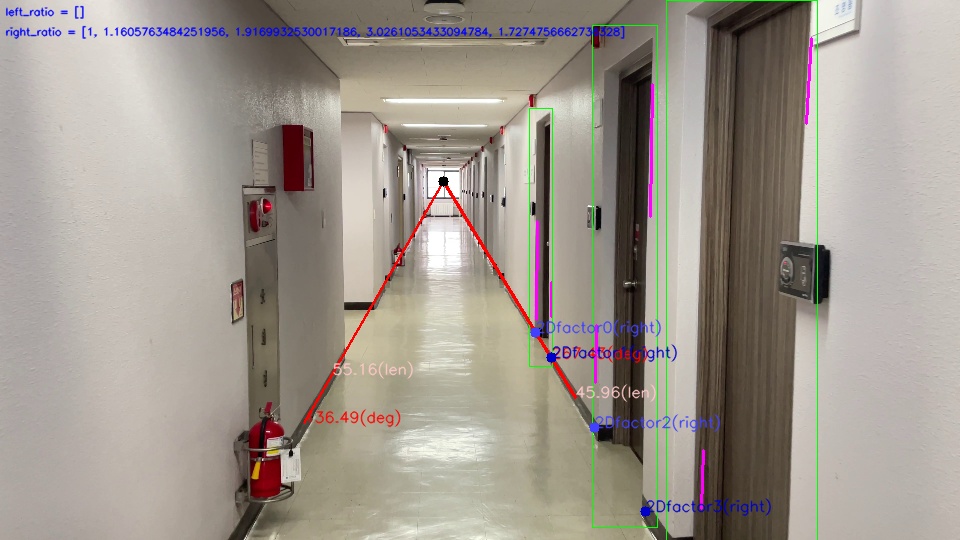 left_ratio = []
right_ratio = [1, 1.1605763484251956, 1.9169932530017186, 3.0261053433094784, 1.
2Dfactor0(right)
55.16(len)
45.96(len)
36.49(deg)
2Dfactor2(right)
2Dfactor3(right)